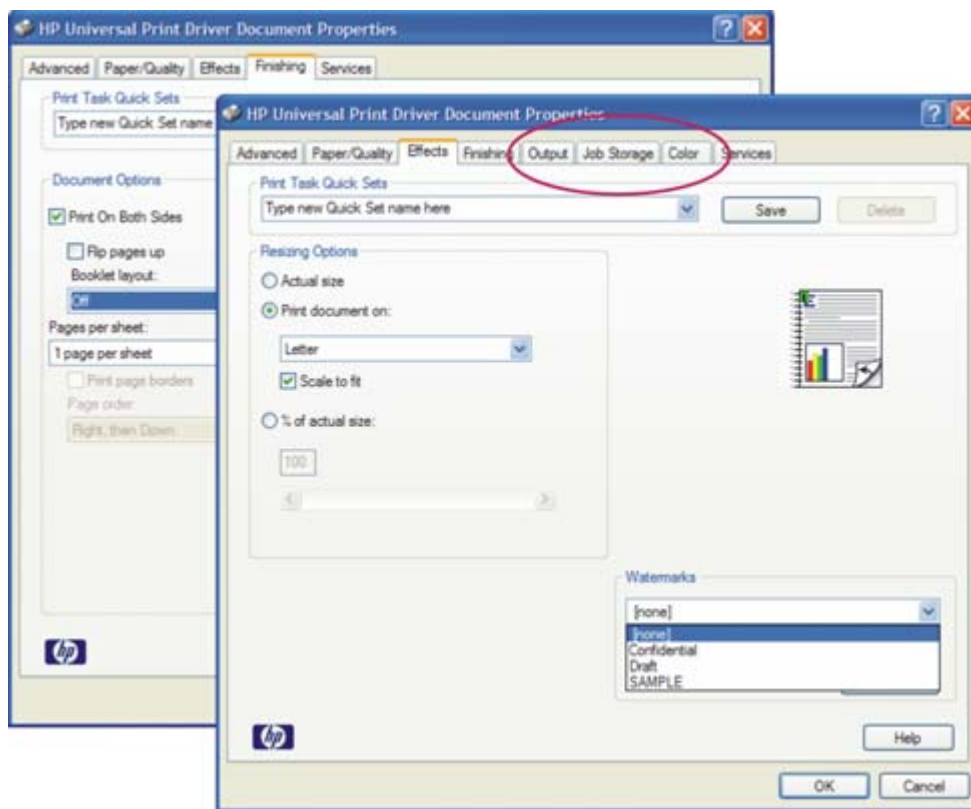 HP Universal Print Driver Document Properties
Advanced Paper/Quality Effects Finishing Services
Print Task Quick Sets
Type new Quick Set name
Document Options
Print On Both Sides
Flip pages up
Booklet layout:
Off
Pages per sheet:
1 page per sheet
Print page borders
Page order:
Right, then Down
hp
HP Universal Print Driver Document Properties
Advanced Paper/Quality Effects Finishing Output Job Storage Color Services
Print Task Quick Sets
Type new Quick Set name here
Save
Delete
Resizing Options
Actual size
Print document on:
Letter
Scale to fit
% of actual size:
100
Watermarks
[none]
[none]
Confidential
Draft
SAMPLE
hp
Help
OK
Cancel